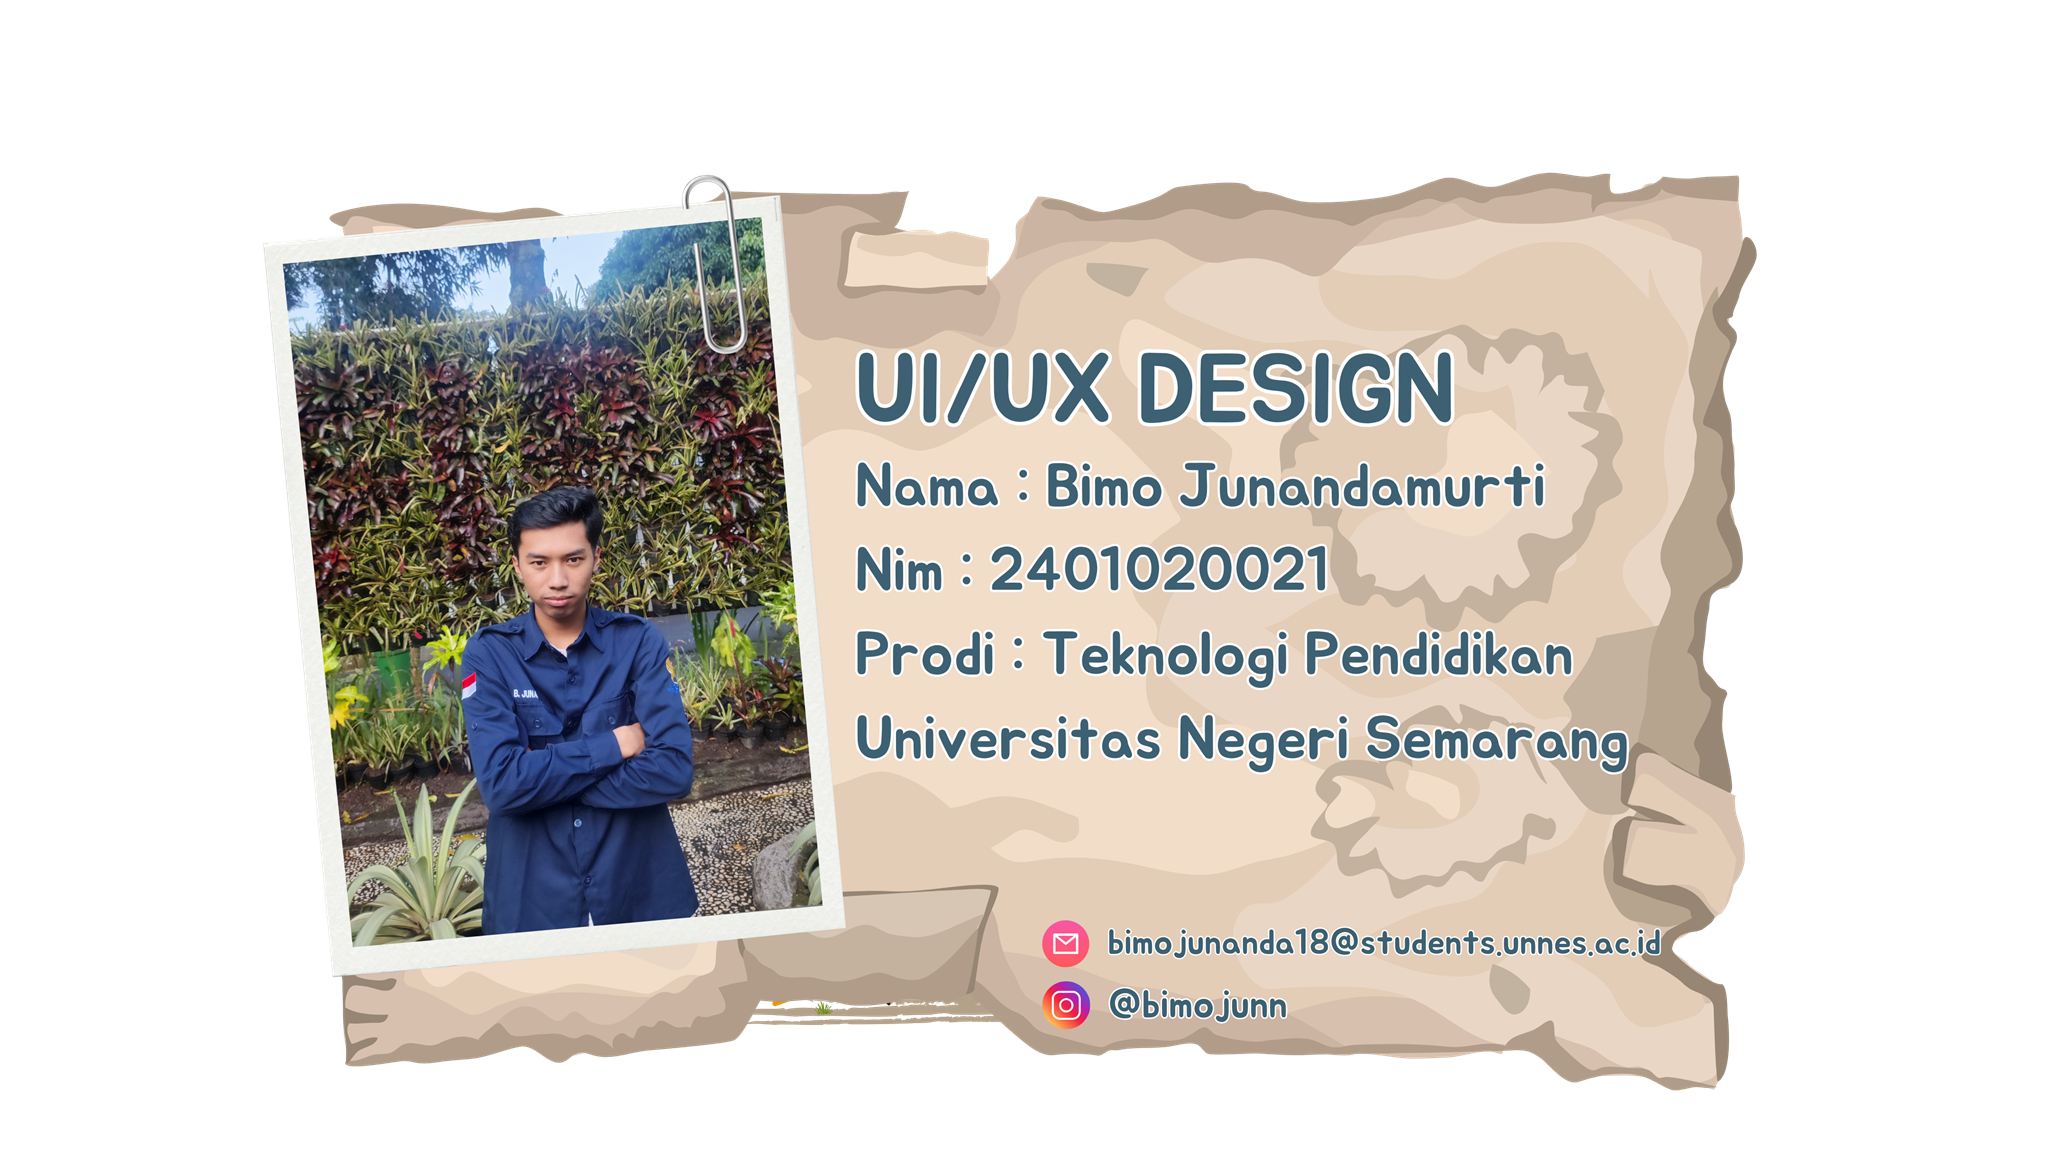 UI/UX DESIGN
Nama : Bimo Junandamurti
Nim : 2401020021
Prodi : Teknologi Pendidikan
Universitas Negeri Semarang
bimojunanda18@students.unnes.ac.id
@bimojunn
B. JUNA